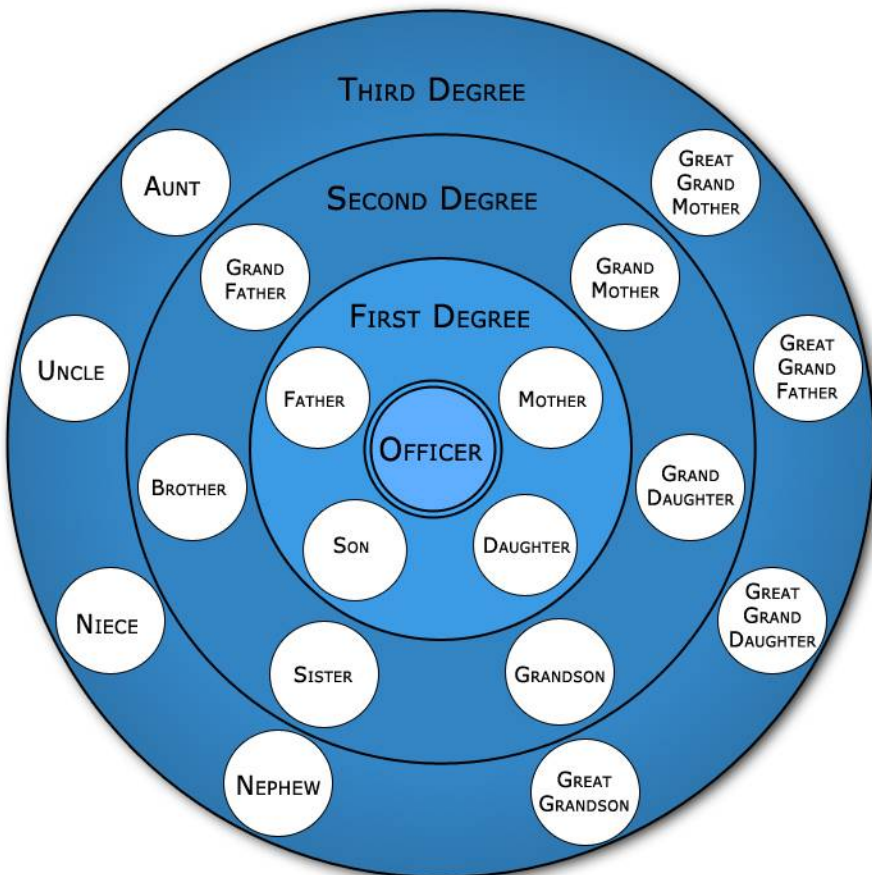 THIRD DEGREE
AUNT
GREAT
GRAND
MOTHER
SECOND DEGREE
GRAND
FATHER
GRAND
MOTHER
FIRST DEGREE
UNCLE
GREAT
GRAND
FATHER
FATHER
MOTHER
OFFICER
BROTHER
GRAND
DAUGHTER
SON
DAUGHTER
NIECE
GREAT
GRAND
DAUGHTER
SISTER
GRANDSON
NEPHEW
GREAT
GRANDSON